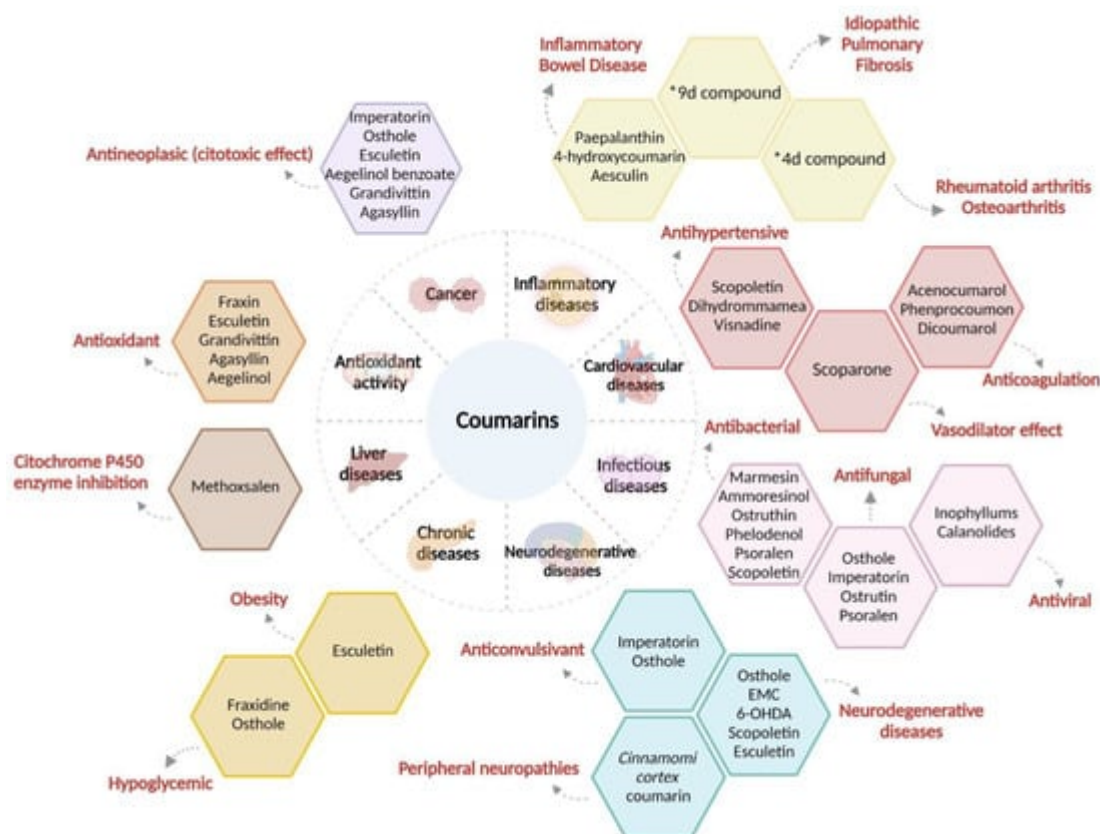 Idiopathic
Pulmonary
Fibrosis
Inflammatory
Bowel Disease
*9d compound
Paepalanthin
4-hydroxycoumarin
Aesculin
*4d compound
Rheumatoid arthritis
Osteoarthritis
Imperatorin
Osthole
Esculetin
Aegelinol benzoate
Grandivittin
Agasyllin
Antineoplasic (citotoxic effect)
Antihypertensive
Scopoletin
Dihydrommamea
Visnadine
Acenocumarol
Phenprocoumon
Dicoumarol
Scoparone
Anticoagulation
Vasodilator effect
Cancer
Inflammatory
diseases
Cardiovascular
diseases
Infectious
diseases
Neurodegenerative
diseases
Chronic
diseases
Liver
diseases
Antioxidant
activity
Coumarins
Fraxin
Esculetin
Grandivittin
Agasyllin
Aegelinol
Antioxidant
Citochrome P450
enzyme inhibition
Methoxsalen
Antibacterial
Marmesin
Ammoresinol
Ostruthin
Phelodenol
Psoralen
Scopoletin
Antifungal
Osthole
Imperatorin
Ostrutin
Psoralen
Inophyllums
Calanolides
Antiviral
Obesity
Esculetin
Fraxidine
Osthole
Hypoglycemic
Anticonvulsivant
Imperatorin
Osthole
Osthole
EMC
6-OHDA
Scopoletin
Esculetin
Neurodegenerative
diseases
Peripheral neuropathies
Cinnamomi
cortex
coumarin